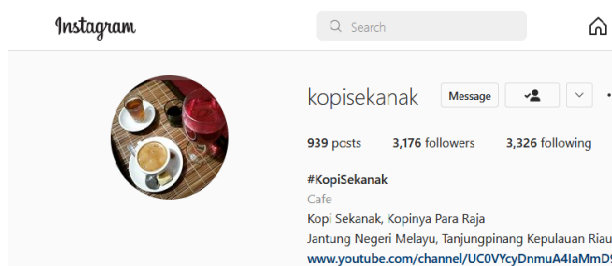 Instagram
Search
kopisekanak Message
939 posts 3,176 followers 3,326 following
#KopiSekanak
Cafe
Kopi Sekanak, Kopinya Para Raja
Jantung Negeri Melayu, Tanjungpinang Kepulauan Riau
www.youtube.com/channel/UC0VYcyDnmuA4IaMmD